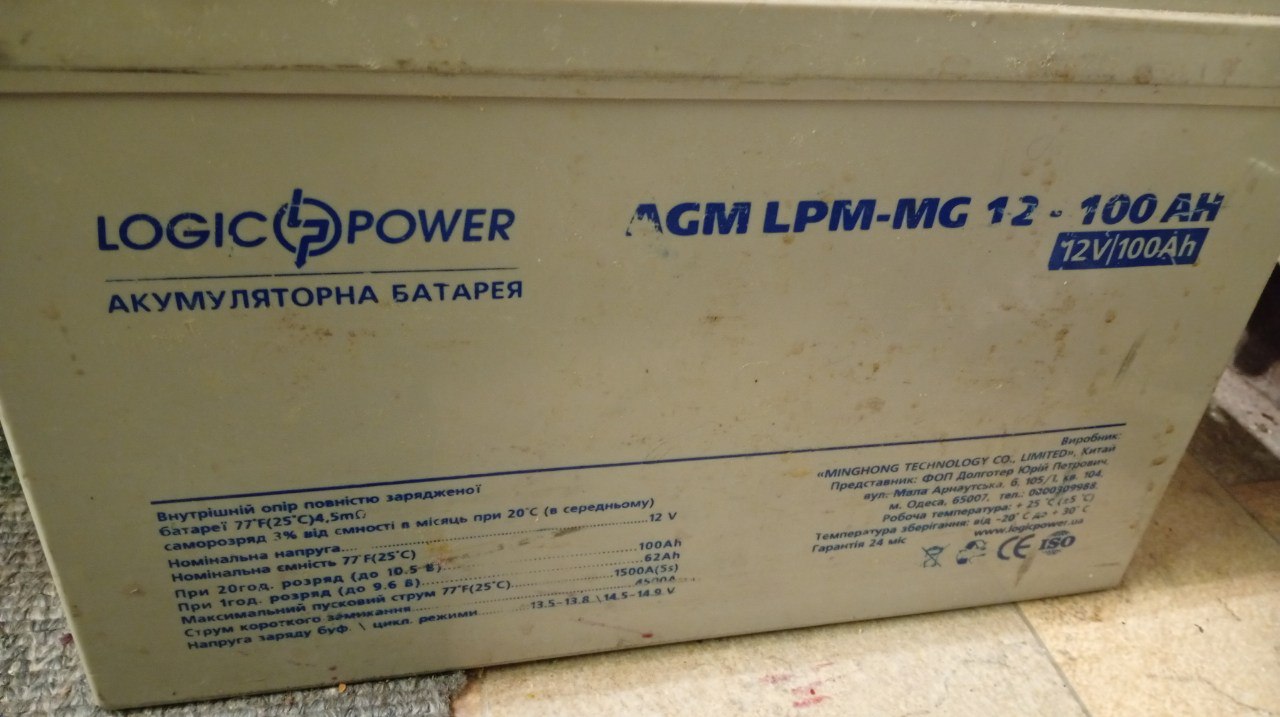 LOGIC POWER
АКУМУЛЯТОРНА БАТАРЕЯ
AGM LPM-MG 12 - 100 AH
12V/100Ah
Внутрішній опір повністю зарядженої
батареї 77°F(25°C)4,5mΩ
саморозряд 3% від ємності в місяць при 20°C (в середньому)
Номінальна напруга 12 V
Номінальна ємність 77°F(25°C)
При 20год. розряд (до 10.5 В) 100Ah
При 1год. розряд (до 9.6 В) 62Ah
Максимальний пусковий струм 77°F(25°C) 1500A(5s)
Струм короткого замикання 4500A
Напруга заряду буф. \ цикл. режими 13.5-13.8 \ 14.5-14.9 V
Виробник:
«MINGHONG TECHNOLOGY CO., LIMITED», Китай
Представник: ФОП Долготер Юрій Петрович.
вул. Мала Арнаутська, б. 105/1, кв. 104,
м. Одеса, 65007, тел.: 0800309988.
Робоча температура: + 25°C (±5°C)
Температура зберігання: від -20°C до + 30°C
www.logicpower.ua
Гарантія 24 міс
CE ISO